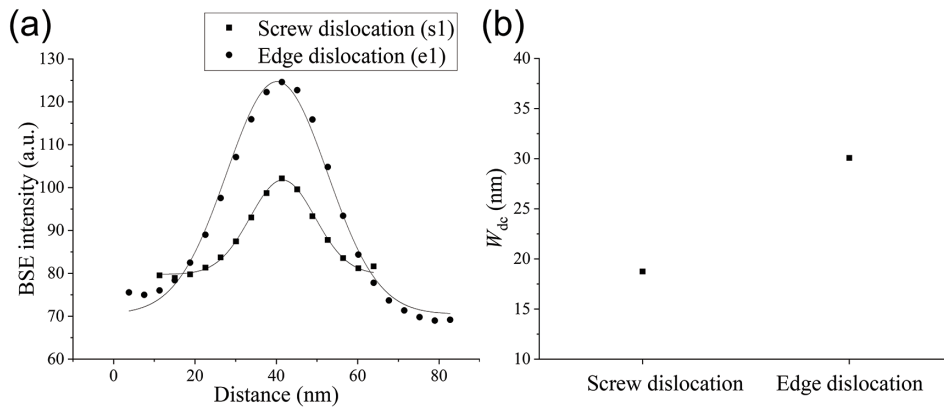 (a)
Screw dislocation (s1)
Edge dislocation (e1)
130
120
110
100
90
80
70
60
BSE intensity (a.u.)
0
20
40
60
80
Distance (nm)
(b)
40
35
30
25
20
15
10
W_dc (nm)
Screw dislocation
Edge dislocation